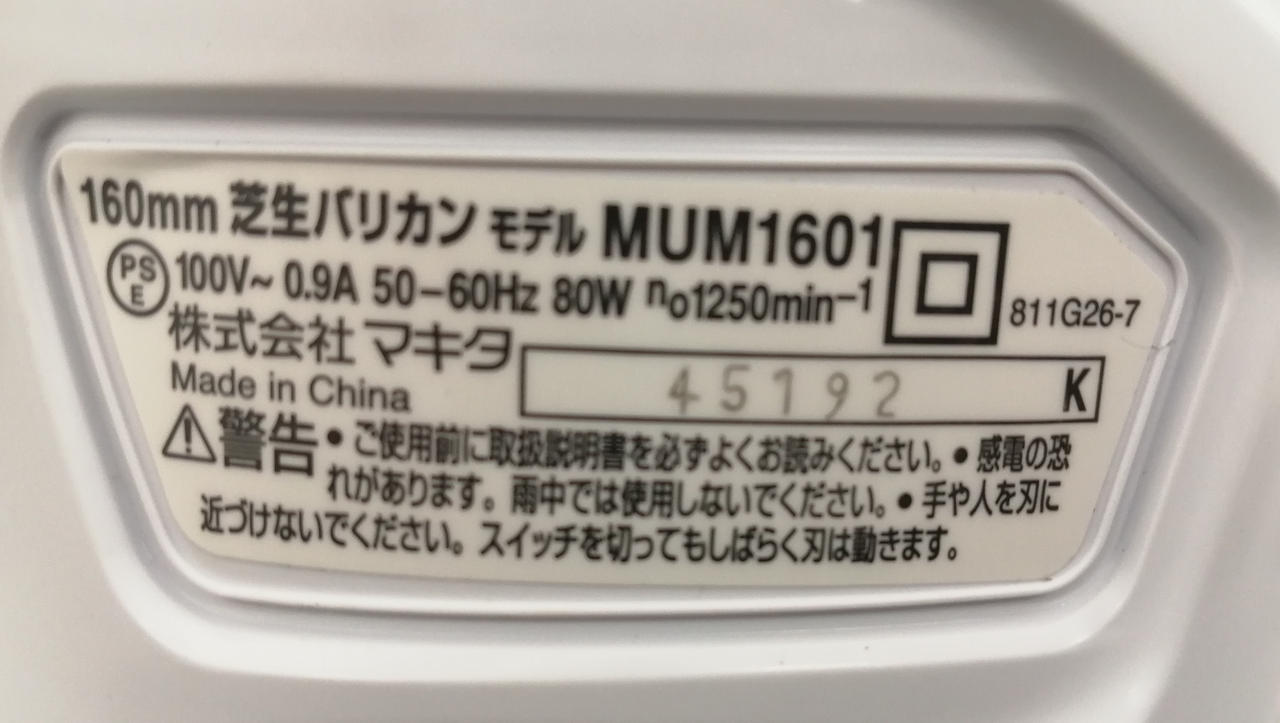 160mm 芝生バリカン モデル MUM1601
PS
E
100V~ 0.9A 50-60Hz 80W no1250min-1
811G26-7
株式会社 マキタ
Made in China
45192 K
警告 ● ご使用前に取扱説明書を必ずよくお読みください。● 感電の恐
れがあります。雨中では使用しないでください。● 手や人を刃に
近づけないでください。スイッチを切ってもしばらく刃は動きます。